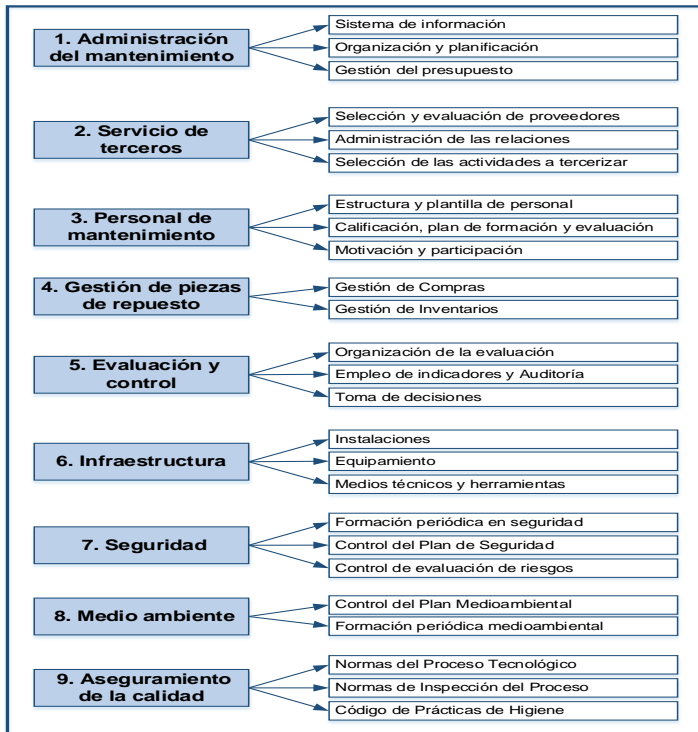 1. Administración
del mantenimiento
Sistema de información
Organización y planificación
Gestión del presupuesto
2. Servicio de
terceros
Selección y evaluación de proveedores
Administración de las relaciones
Selección de las actividades a tercerizar
3. Personal de
mantenimiento
Estructura y plantilla de personal
Calificación, plan de formación y evaluación
Motivación y participación
4. Gestión de piezas
de repuesto
Gestión de Compras
Gestión de Inventarios
5. Evaluación y
control
Organización de la evaluación
Empleo de indicadores y Auditoría
Toma de decisiones
6. Infraestructura
Instalaciones
Equipamiento
Medios técnicos y herramientas
7. Seguridad
Formación periódica en seguridad
Control del Plan de Seguridad
Control de evaluación de riesgos
8. Medio ambiente
Control del Plan Medioambiental
Formación periódica medioambiental
9. Aseguramiento
de la calidad
Normas del Proceso Tecnológico
Normas de Inspección del Proceso
Código de Prácticas de Higiene